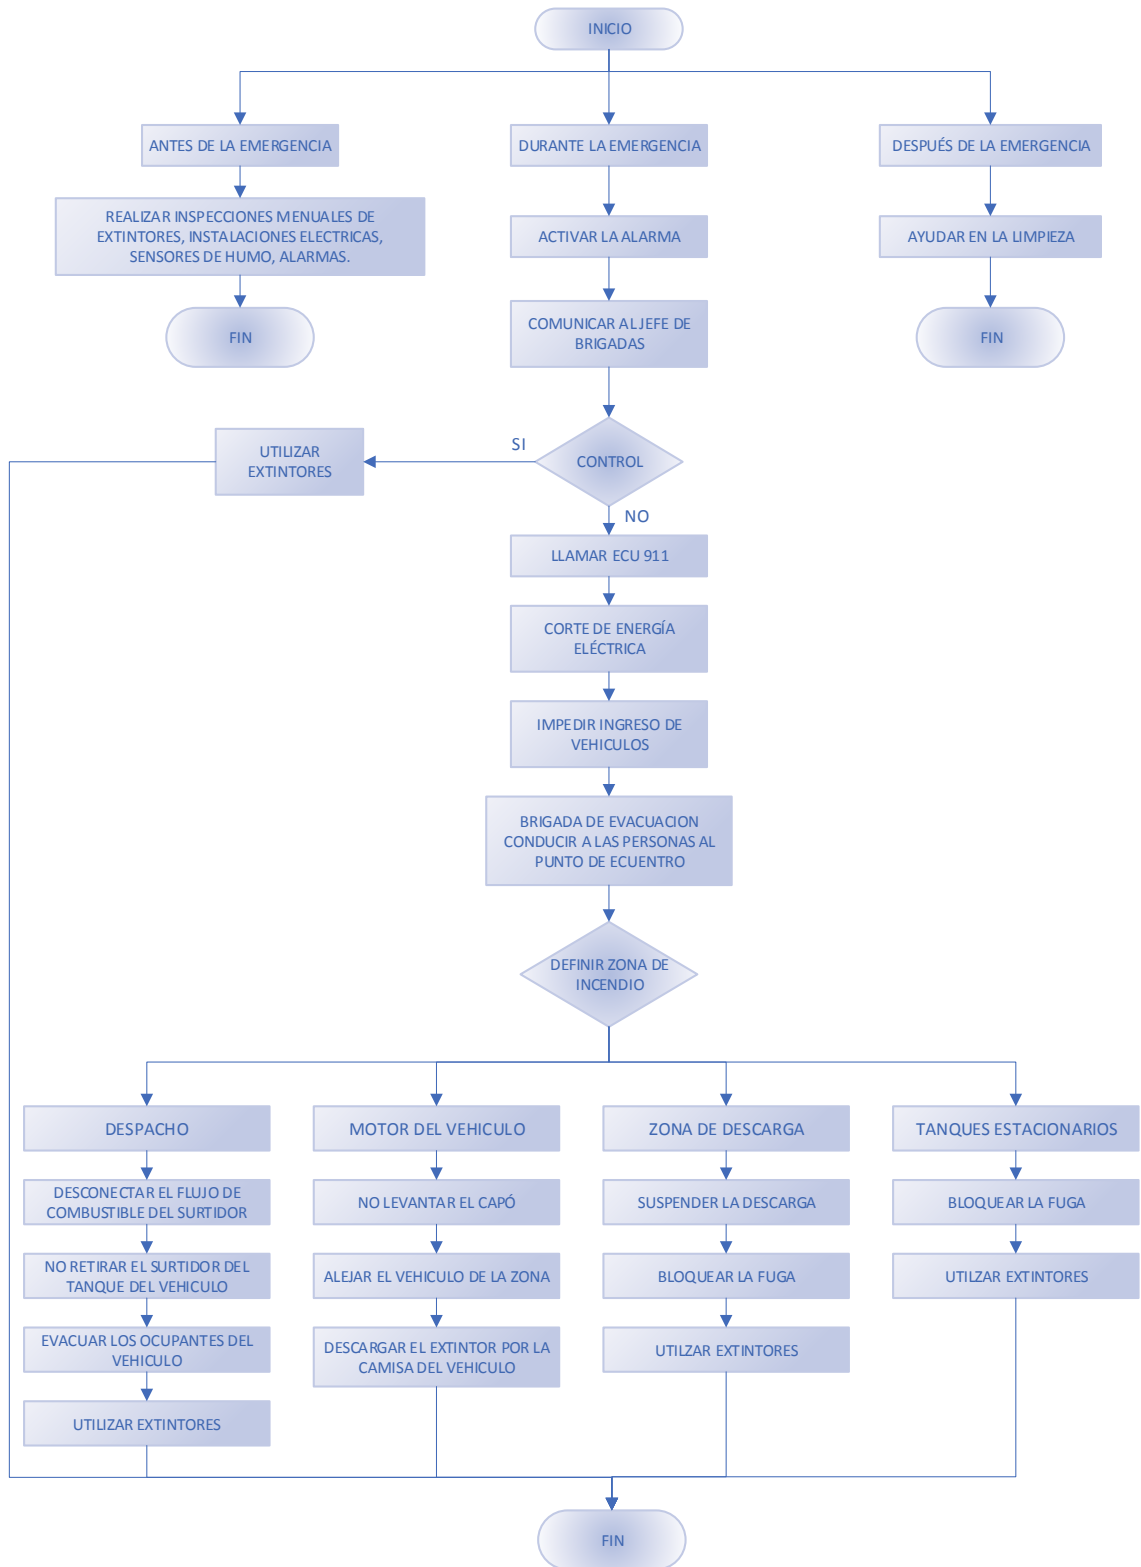 INICIO
ANTES DE LA EMERGENCIA
DURANTE LA EMERGENCIA
DESPUÉS DE LA EMERGENCIA
REALIZAR INSPECCIONES MENUALES DE
EXTINTORES, INSTALACIONES ELECTRICAS,
SENSORES DE HUMO, ALARMAS.
ACTIVAR LA ALARMA
AYUDAR EN LA LIMPIEZA
FIN
COMUNICAR AL JEFE DE
BRIGADAS
FIN
UTILIZAR
EXTINTORES
SI
CONTROL
NO
LLAMAR ECU 911
CORTE DE ENERGÍA
ELÉCTRICA
IMPEDIR INGRESO DE
VEHICULOS
BRIGADA DE EVACUACION
CONDUCIR A LAS PERSONAS AL
PUNTO DE ECUENTRO
DEFINIR ZONA DE
INCENDIO
DESPACHO
MOTOR DEL VEHICULO
ZONA DE DESCARGA
TANQUES ESTACIONARIOS
DESCONECTAR EL FLUJO DE
COMBUSTIBLE DEL SURTIDOR
NO LEVANTAR EL CAPÓ
SUSPENDER LA DESCARGA
BLOQUEAR LA FUGA
NO RETIRAR EL SURTIDOR DEL
TANQUE DEL VEHICULO
ALEJAR EL VEHICULO DE LA ZONA
BLOQUEAR LA FUGA
UTILZAR EXTINTORES
EVACUAR LOS OCUPANTES DEL
VEHICULO
DESCARGAR EL EXTINTOR POR LA
CAMISA DEL VEHICULO
UTILZAR EXTINTORES
UTILIZAR EXTINTORES
FIN